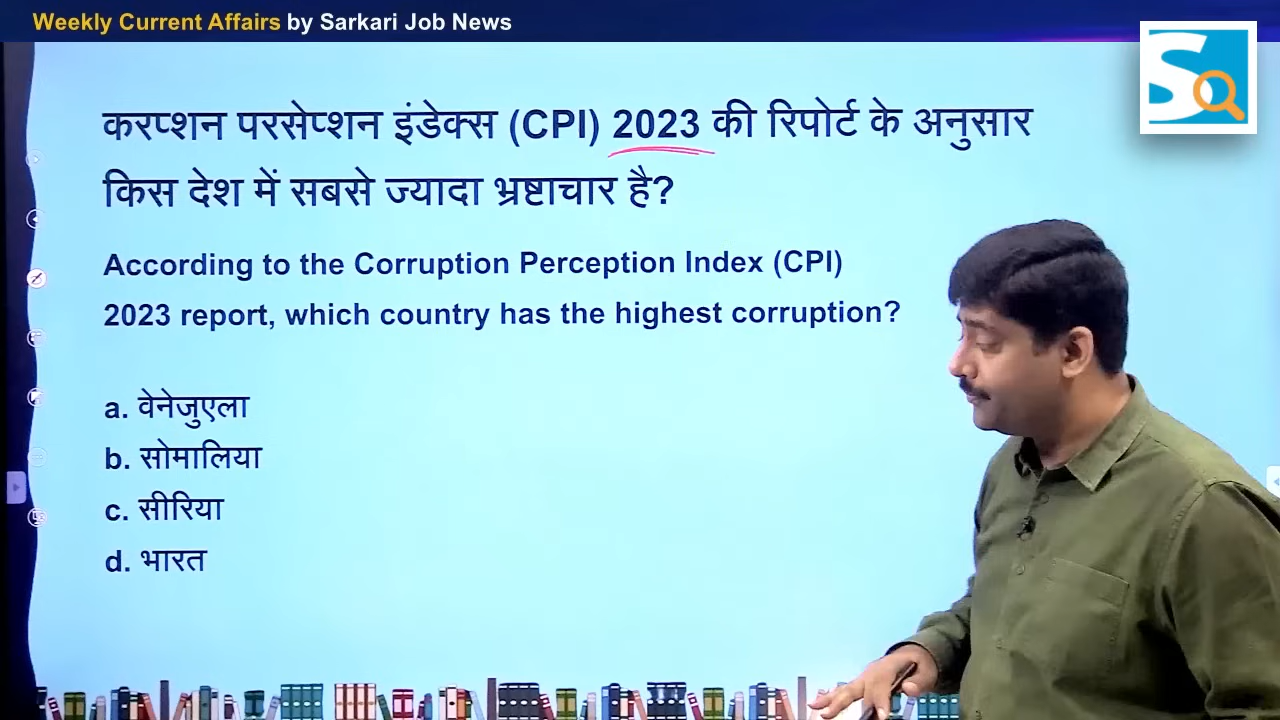 Weekly Current Affairs by Sarkari Job News
करप्शन परसेप्शन इंडेक्स (CPI) 2023 की रिपोर्ट के अनुसार
किस देश में सबसे ज्यादा भ्रष्टाचार है?
According to the Corruption Perception Index (CPI)
2023 report, which country has the highest corruption?
a. वेनेजुएला
b. सोमालिया
c. सीरिया
d. भारत